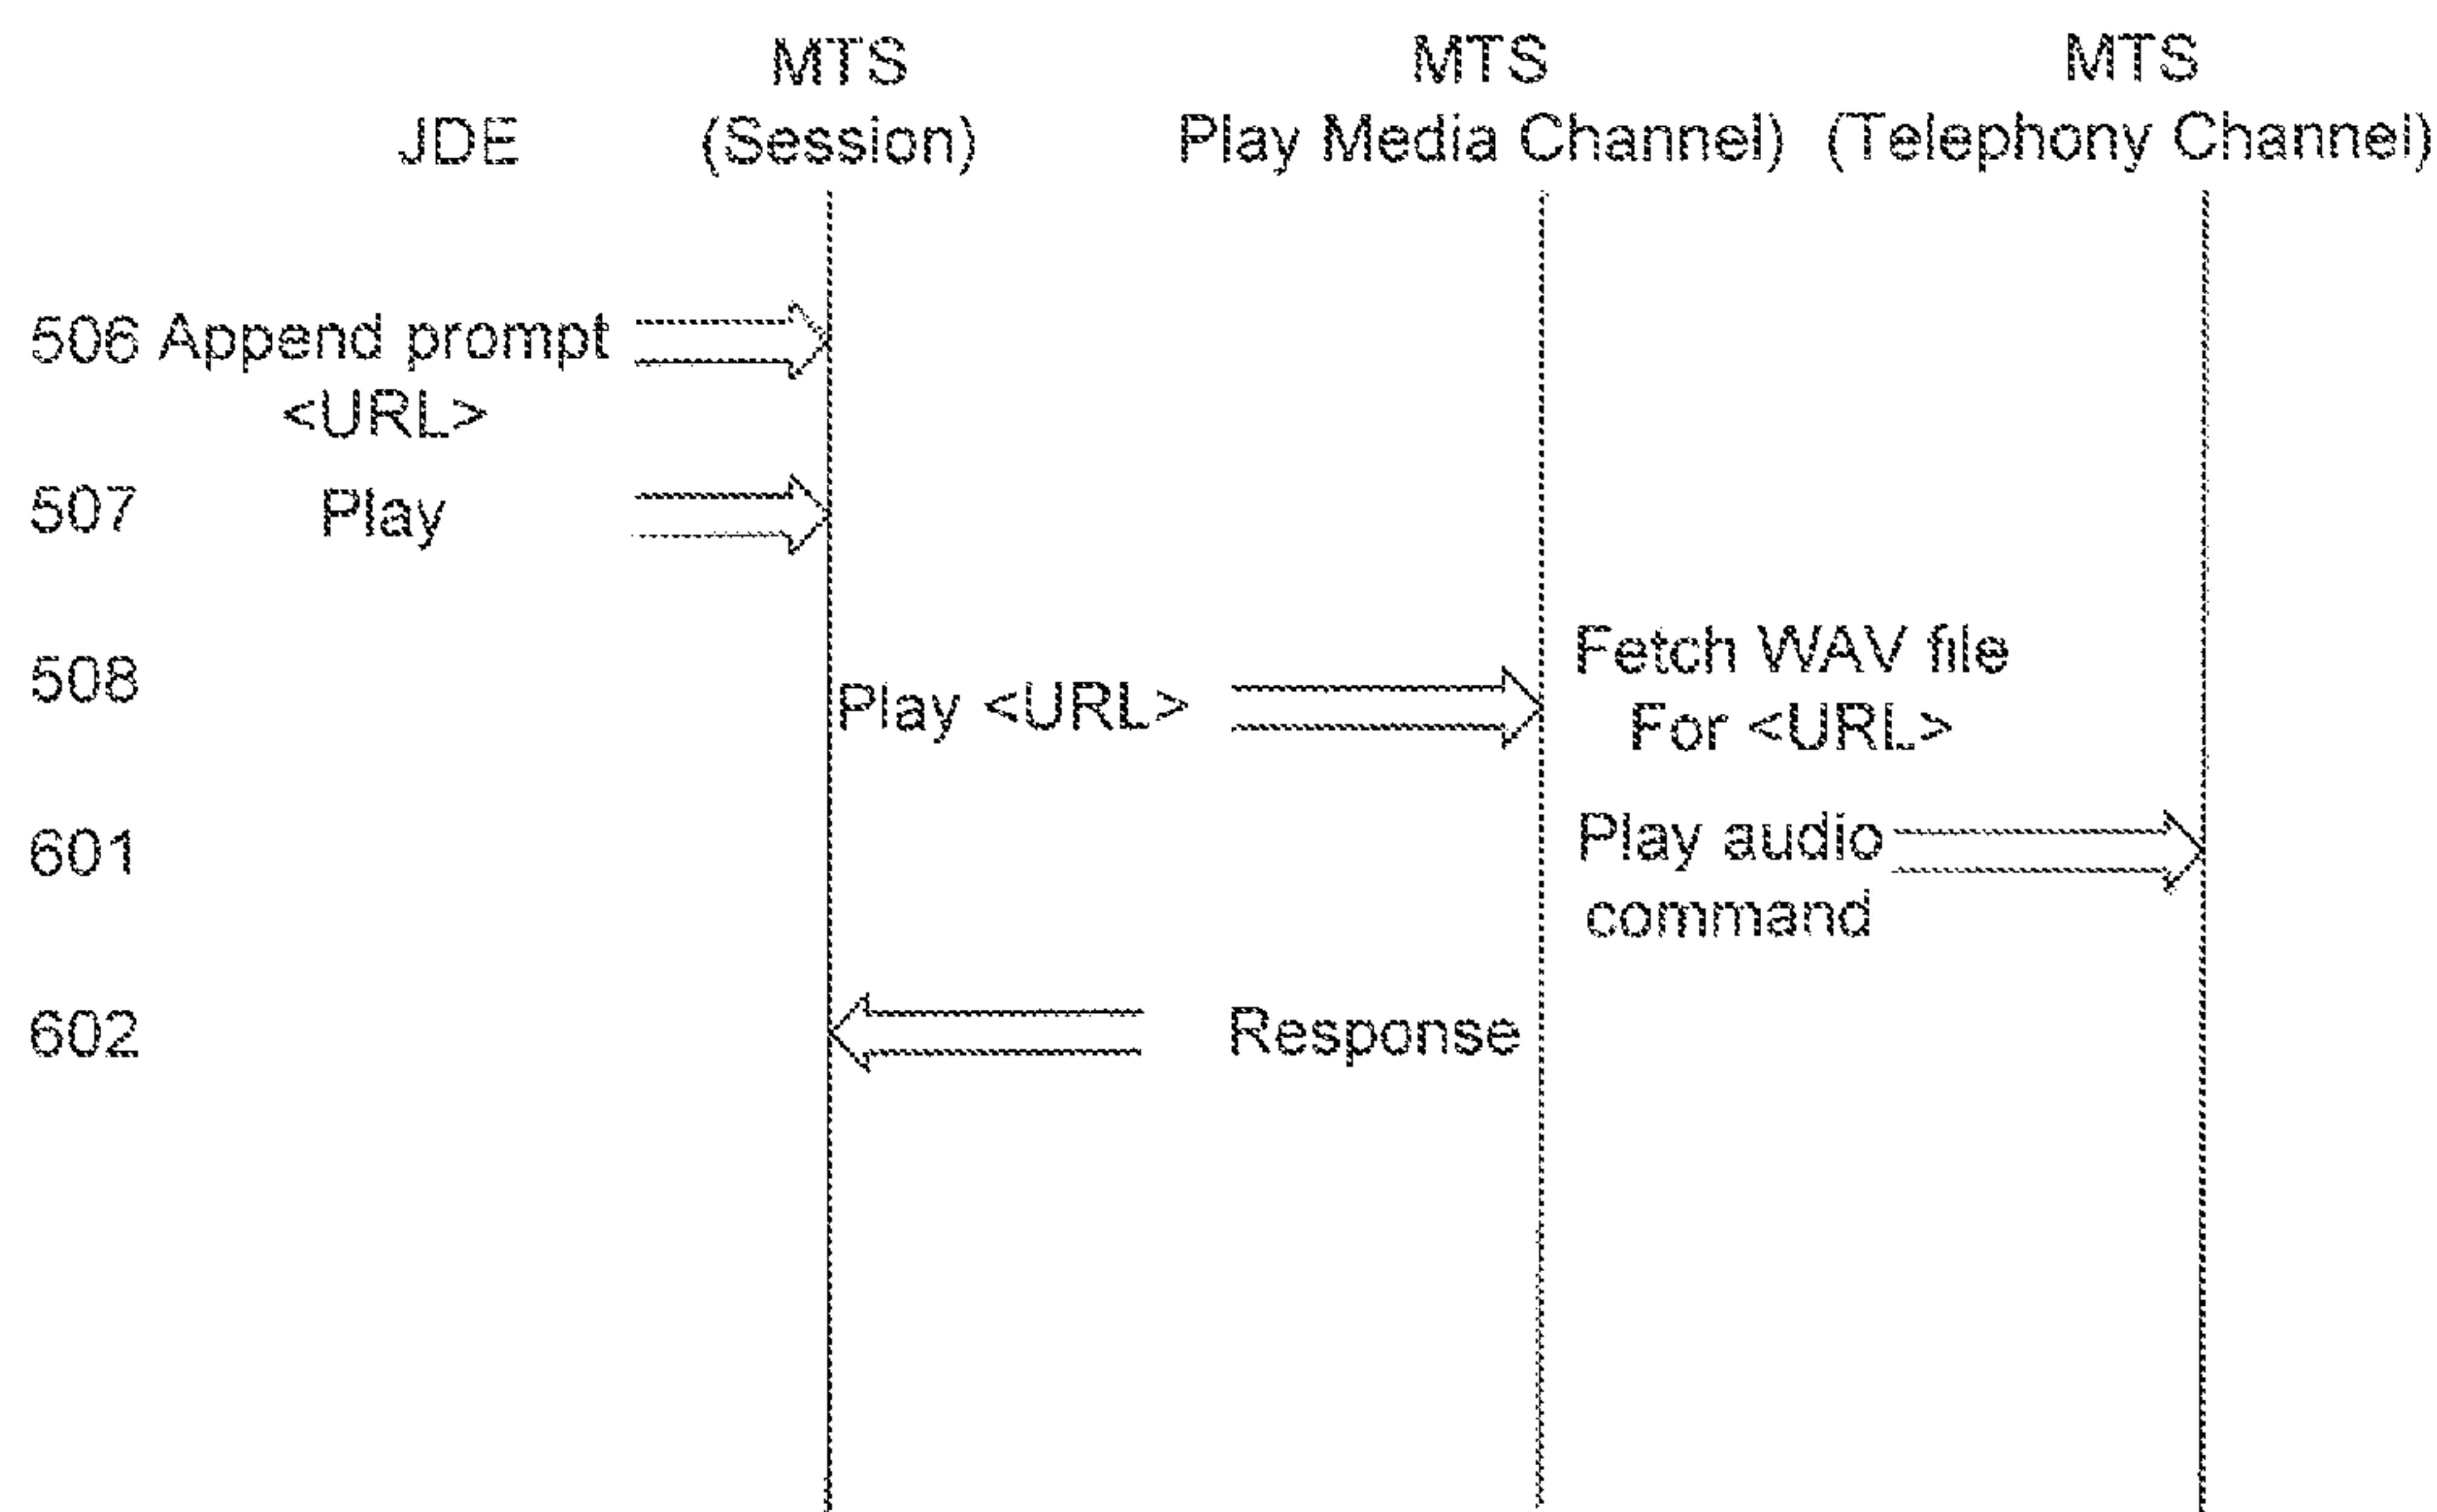 MTS
MTS
MTS
JDE
(Session)
Play Media Channel)
(Telephony Channel)
506 Append prompt
<URL>
507 Play
508
Play <URL>
Fetch WAV file
For <URL>
601
Play audio
command
602
Response